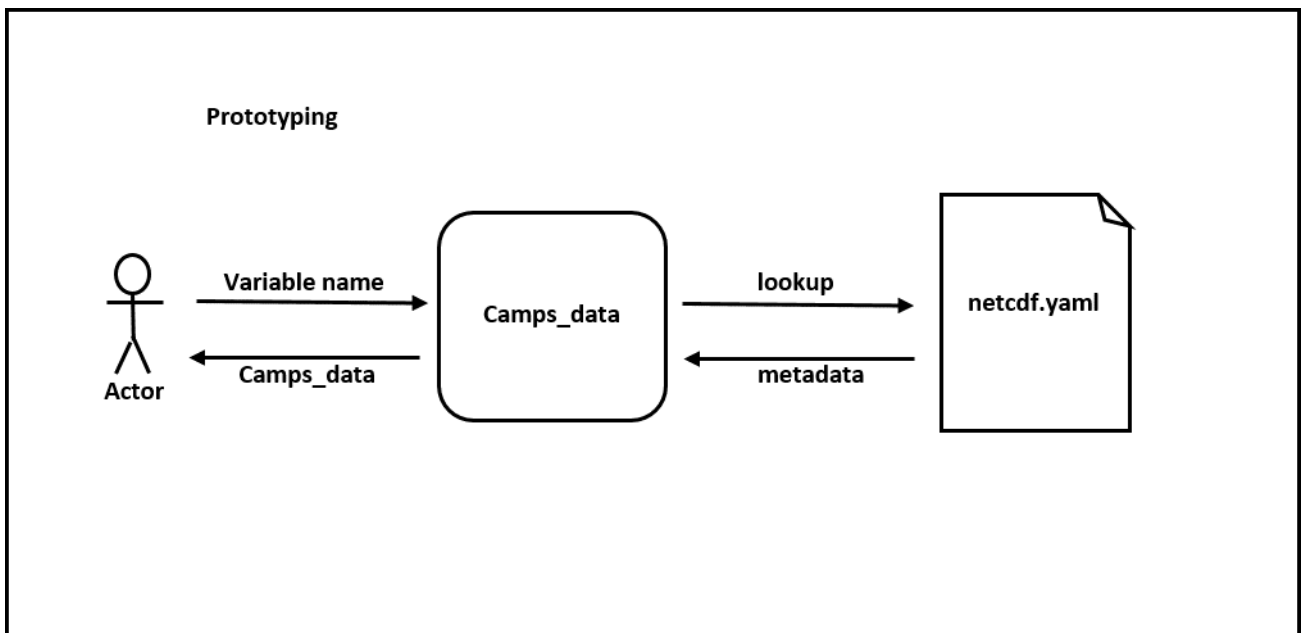 Prototyping
Variable name
Camps_data
Actor
Camps_data
lookup
metadata
netcdf.yaml